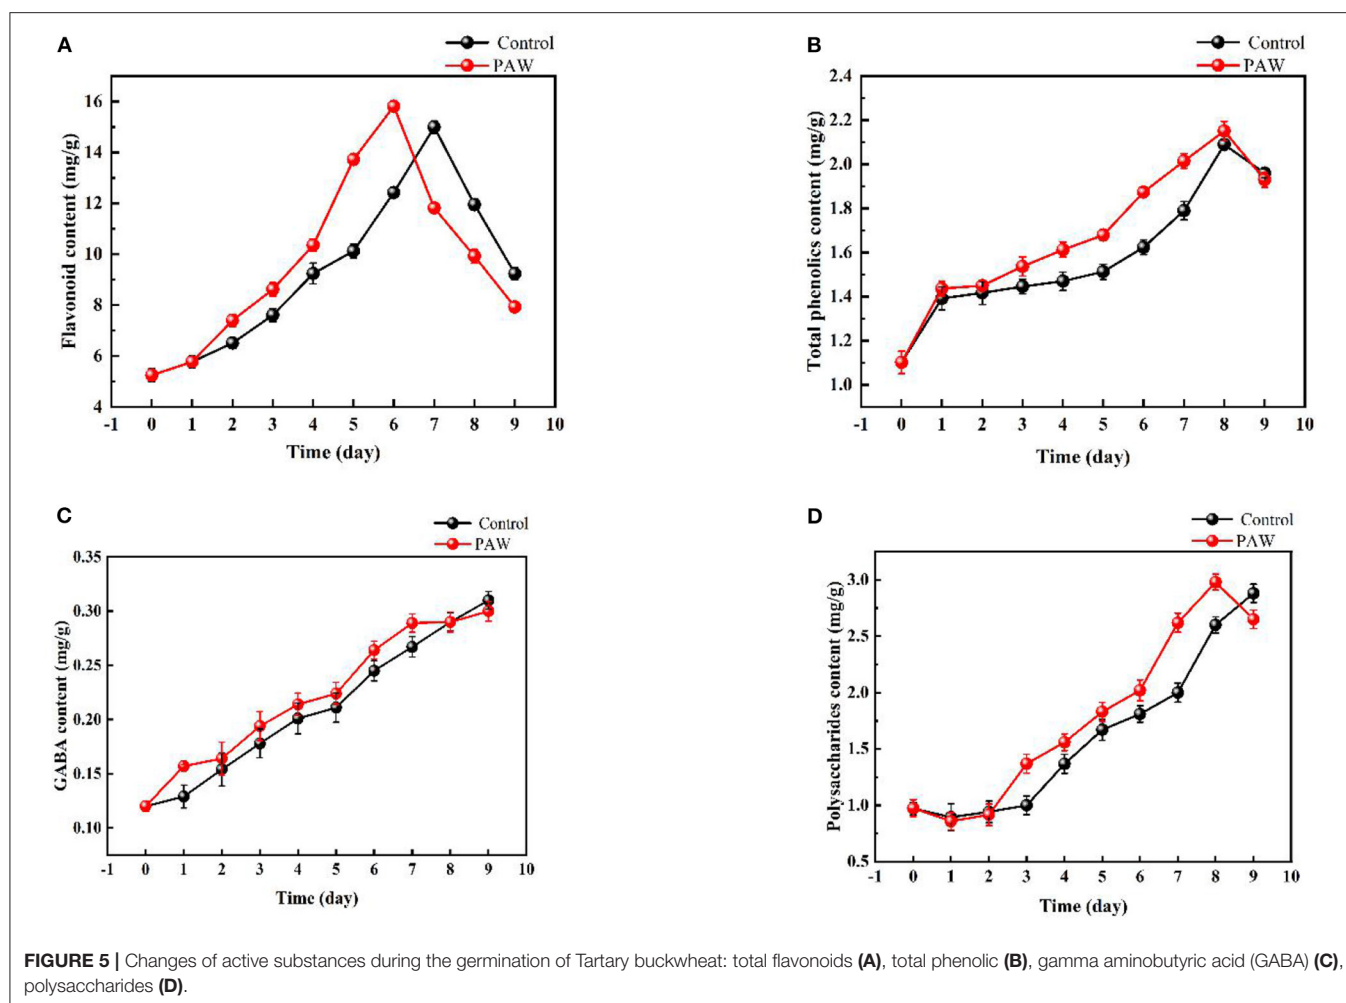 A
Control
PAW
Flavonoid content (mg/g)
16
14
12
10
8
6
4
-1 0 1 2 3 4 5 6 7 8 9 10
Time (day)
B
Control
PAW
Total phenolics content (mg/g)
2.4
2.2
2.0
1.8
1.6
1.4
1.2
1.0
-1 0 1 2 3 4 5 6 7 8 9 10
Time (day)
C
Control
PAW
GABA content (mg/g)
0.35
0.30
0.25
0.20
0.15
0.10
-1 0 1 2 3 4 5 6 7 8 9 10
Time (day)
D
Control
PAW
Polysaccharides content (mg/g)
3.0
2.5
2.0
1.5
1.0
0.5
-1 0 1 2 3 4 5 6 7 8 9 10
Time (day)
FIGURE 5 | Changes of active substances during the germination of Tartary buckwheat: total flavonoids (A), total phenolic (B), gamma aminobutyric acid (GABA) (C),
polysaccharides (D).